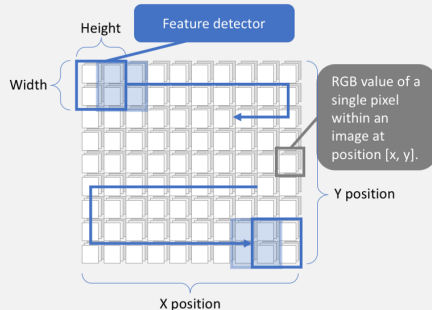 Height
Feature detector
Width
RGB value of a
single pixel
within an
image at
position [x, y].
Y position
X position